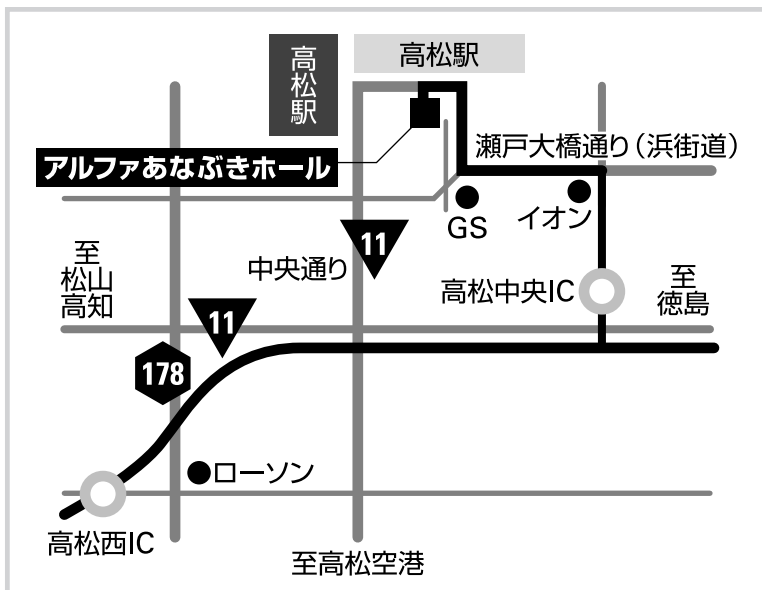 高松駅
高松駅
アルファあなぶきホール
瀬戸大橋通り（浜街道）
GS
イオン
11
中央通り
至
松山
高知
高松中央IC
至
徳島
11
178
ローソン
高松西IC
至高松空港